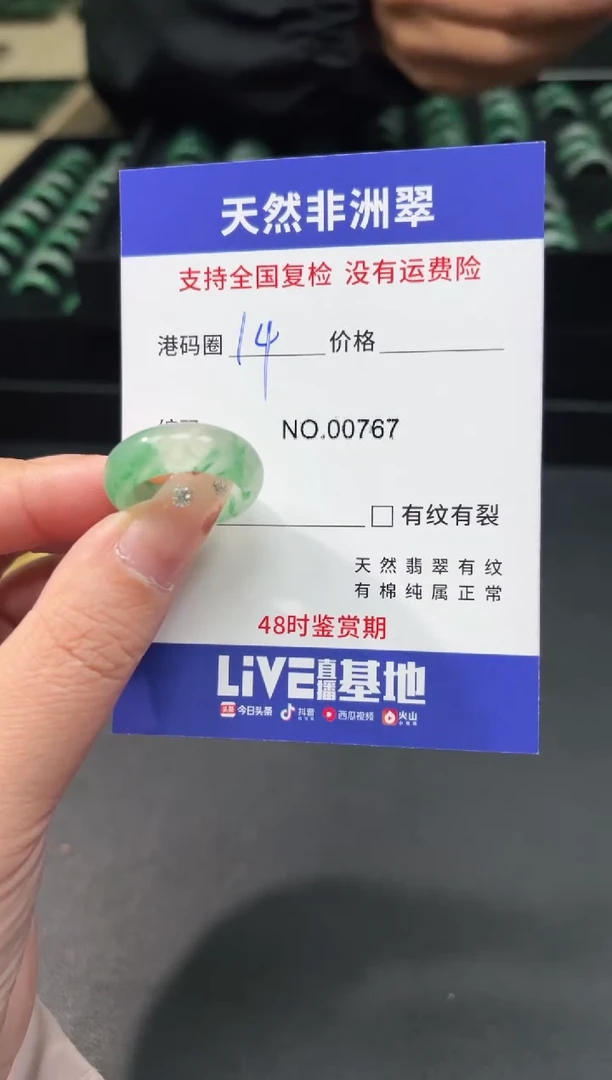 天然非洲翠
支持全国复检 没有运费险
港码圈 14 价格
NO.00767
有纹有裂
天然翡翠有纹
有棉纯属正常
48时鉴赏期
LiVE直播基地
头条 今日头条 抖音 西瓜视频 火山